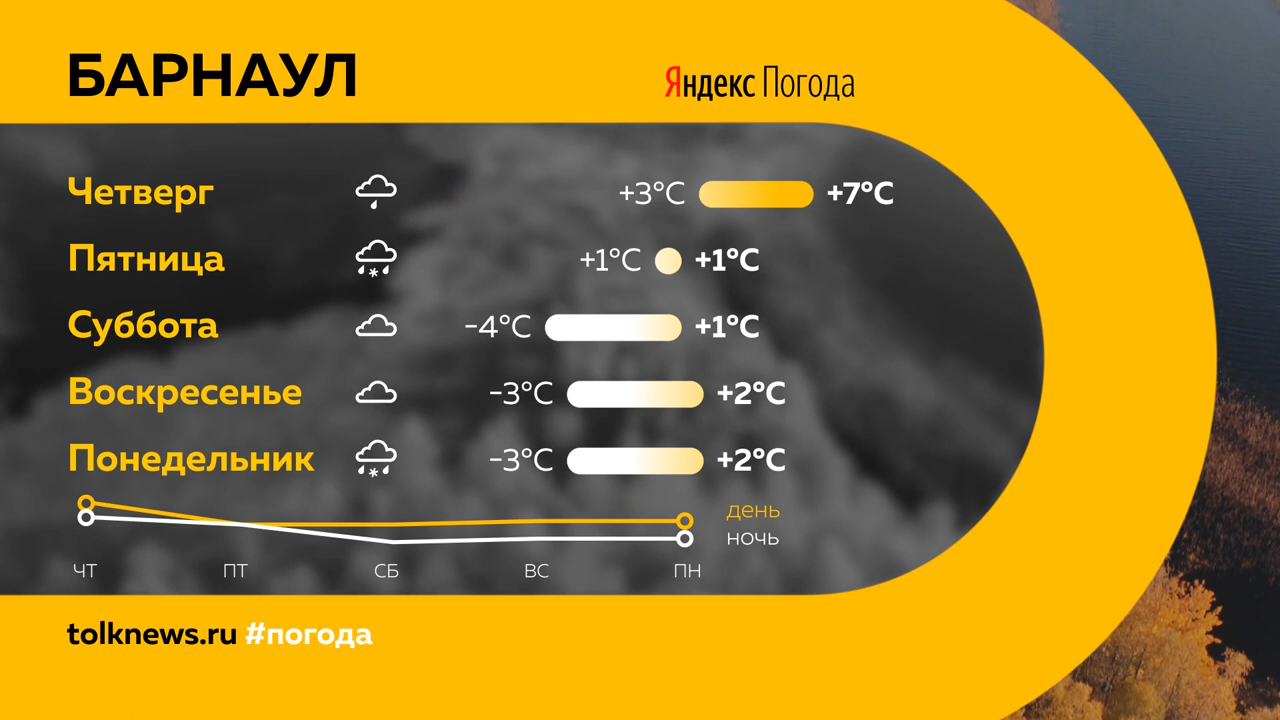 БАРНАУЛ
Яндекс Погода
Четверг +3°C +7°C
Пятница +1°C +1°C
Суббота -4°C +1°C
Воскресенье -3°C +2°C
Понедельник -3°C +2°C
день
ночь
ЧТ ПТ СБ ВС ПН
tolknews.ru #погода